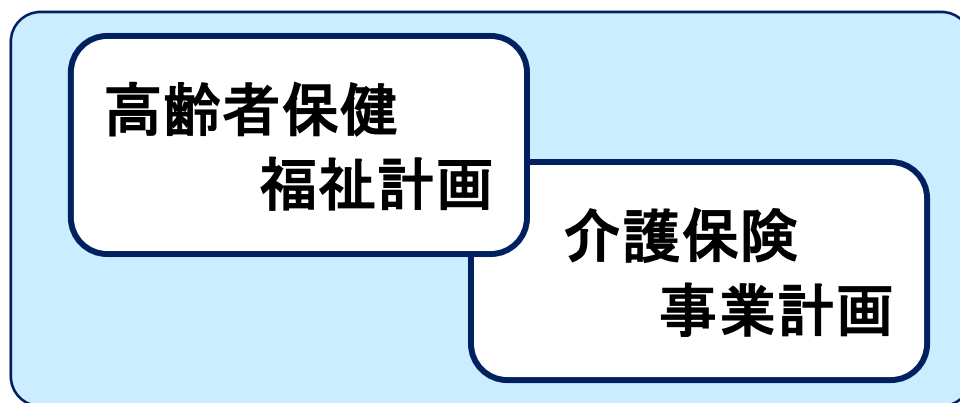 高齢者保健
福祉計画
介護保険
事業計画